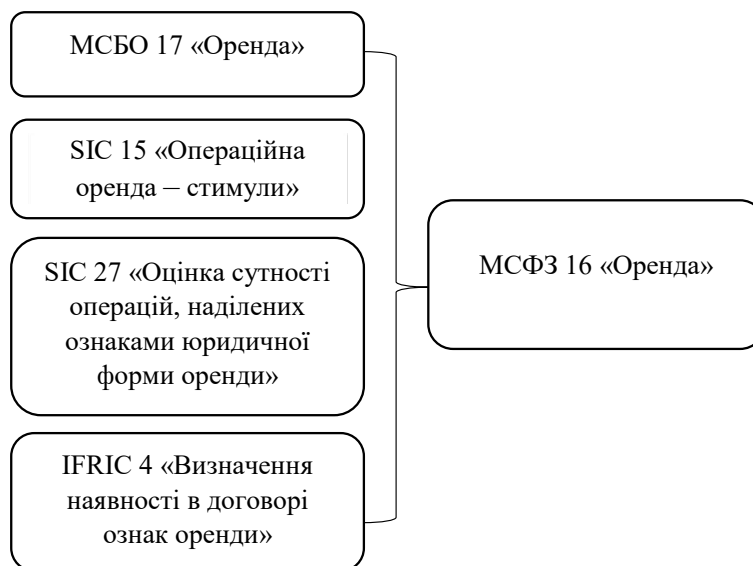 МСБО 17 «Оренда»
SIC 15 «Операційна
оренда – стимули»
SIC 27 «Оцінка сутності
операцій, наділених
ознаками юридичної
форми оренди»
IFRIC 4 «Визначення
наявності в договорі
ознак оренди»
МСФЗ 16 «Оренда»